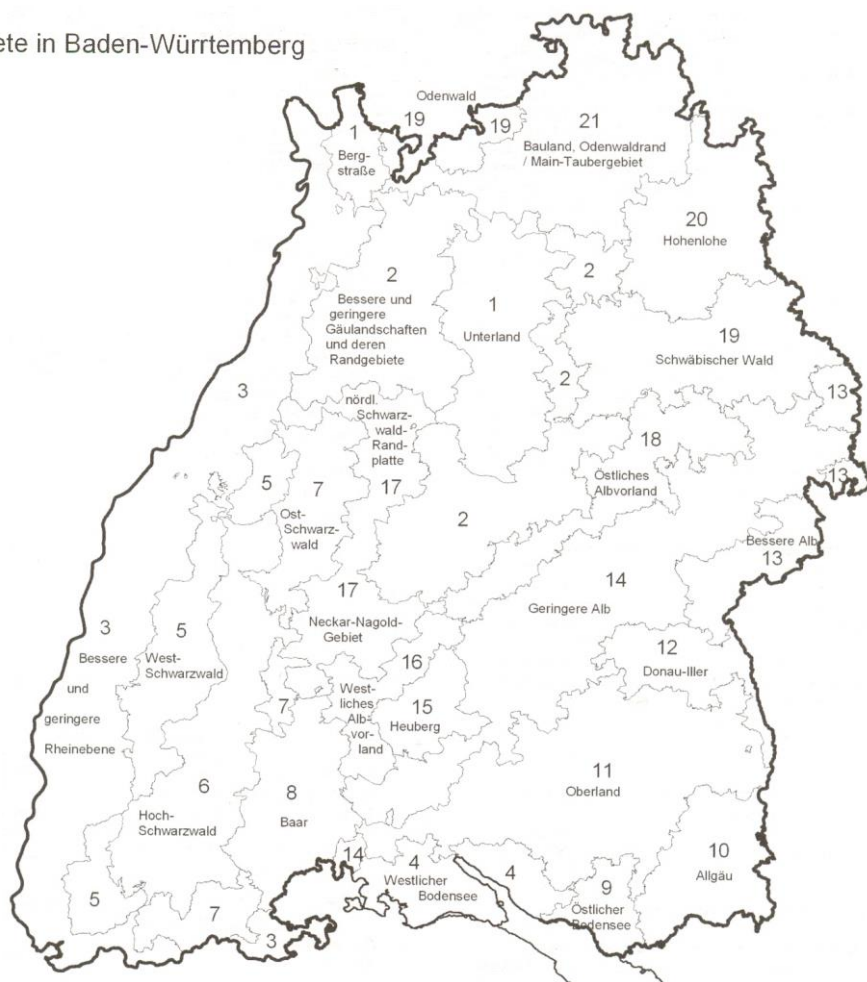 ete in Baden-Würrtemberg
Odenwald
19
19
21
Bauland, Odenwaldrand
/ Main-Taubergebiet
1
Berg-
straße
20
Hohenlohe
2
Bessere und
geringere
Gäulandschaften
und deren
Randgebiete
1
Unterland
2
19
Schwäbischer Wald
2
13
3
nördl.
Schwarz-
wald-
Rand-
platte
17
18
Östliches
Albvorland
13
5
7
Ost-
Schwarz-
wald
2
Bessere Alb
13
14
Geringere Alb
17
Neckar-Nagold-
Gebiet
3
Bessere
und
geringere
Rheinebene
5
West-
Schwarzwald
12
Donau-Iller
16
West-
liches
Alb-
vor-
land
15
Heuberg
7
6
Hoch-
Schwarzwald
8
Baar
11
Oberland
14
4
Westlicher
Bodensee
4
9
Östlicher
Bodensee
10
Allgäu
5
7
3